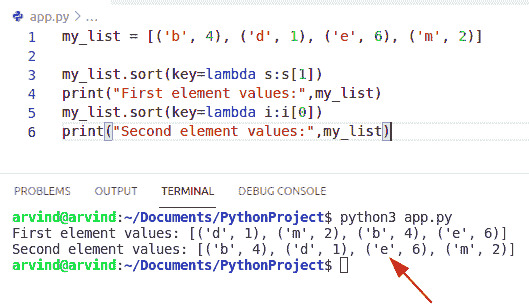 app.py > ...
1 my_list = [('b', 4), ('d', 1), ('e', 6), ('m', 2)]
2
3 my_list.sort(key=lambda s:s[1])
4 print("First element values:",my_list)
5 my_list.sort(key=lambda i:i[0])
6 print("Second element values:",my_list)
PROBLEMS OUTPUT TERMINAL DEBUG CONSOLE
arvind@arvind:~/Documents/PythonProject$ python3 app.py
First element values: [('d', 1), ('m', 2), ('b', 4), ('e', 6)]
Second element values: [('b', 4), ('d', 1), ('e', 6), ('m', 2)]
arvind@arvind:~/Documents/PythonProject$